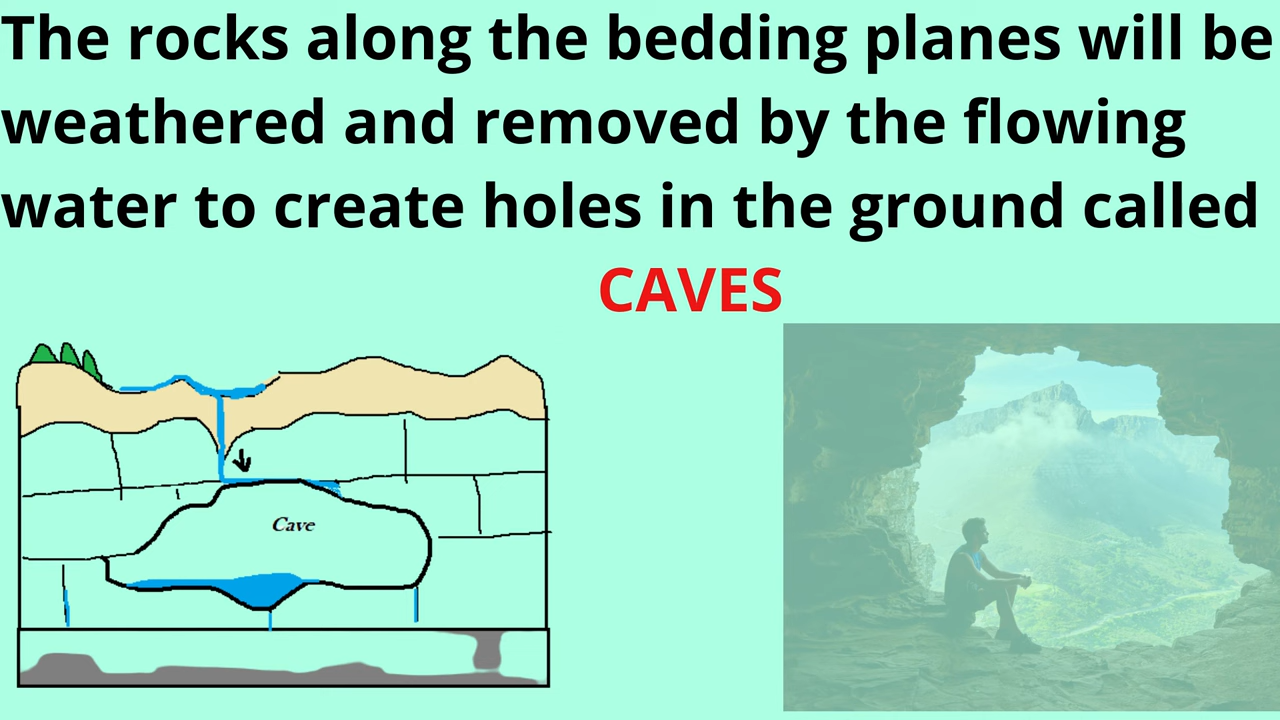 The rocks along the bedding planes will be
weathered and removed by the flowing
water to create holes in the ground called
CAVES
Cave